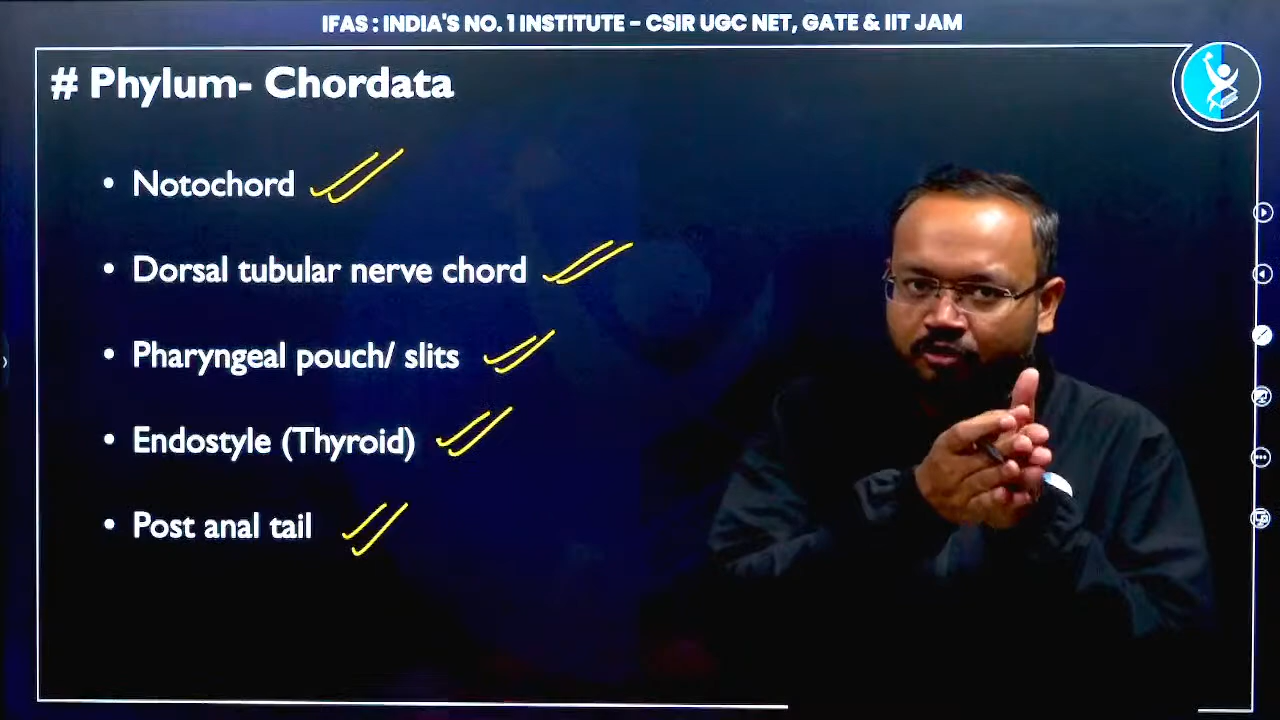 IFAS : INDIA'S NO. 1 INSTITUTE – CSIR UGC NET, GATE & IIT JAM
# Phylum- Chordata
• Notochord
• Dorsal tubular nerve chord
• Pharyngeal pouch/ slits
• Endostyle (Thyroid)
• Post anal tail